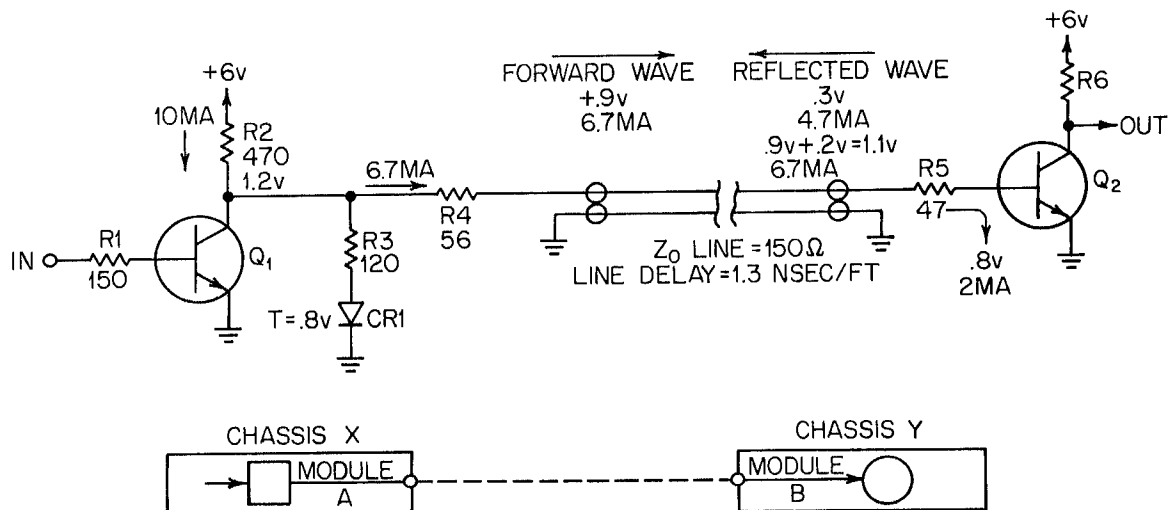 +6v
10MA
R2
470
1.2v
IN
R1
150
Q1
6.7MA
R3
120
T=.8v
CR1
R4
56
FORWARD WAVE
+.9v
6.7MA
REFLECTED WAVE
.3v
4.7MA
.9v+.2v=1.1v
6.7MA
Z0 LINE=150Ω
LINE DELAY=1.3 NSEC/FT
R5
47
.8v
2MA
+6v
R6
OUT
Q2
CHASSIS X
MODULE
A
CHASSIS Y
MODULE
B